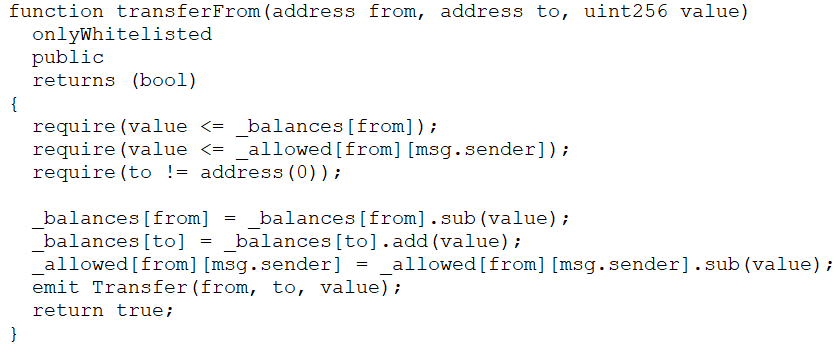 function transferFrom(address from, address to, uint256 value)
  onlyWhitelisted
  public
  returns (bool)
{
  require(value <= _balances[from]);
  require(value <= _allowed[from][msg.sender]);
  require(to != address(0));

  _balances[from] = _balances[from].sub(value);
  _balances[to] = _balances[to].add(value);
  _allowed[from][msg.sender] = _allowed[from][msg.sender].sub(value);
  emit Transfer(from, to, value);
  return true;
}